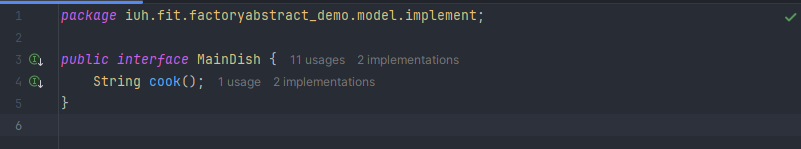 1 package iuh.fit.factoryabstract_demo.model.implement;
2
3 public interface MainDish { 11 usages 2 implementations
4 String cook(); 1 usage 2 implementations
5 }
6